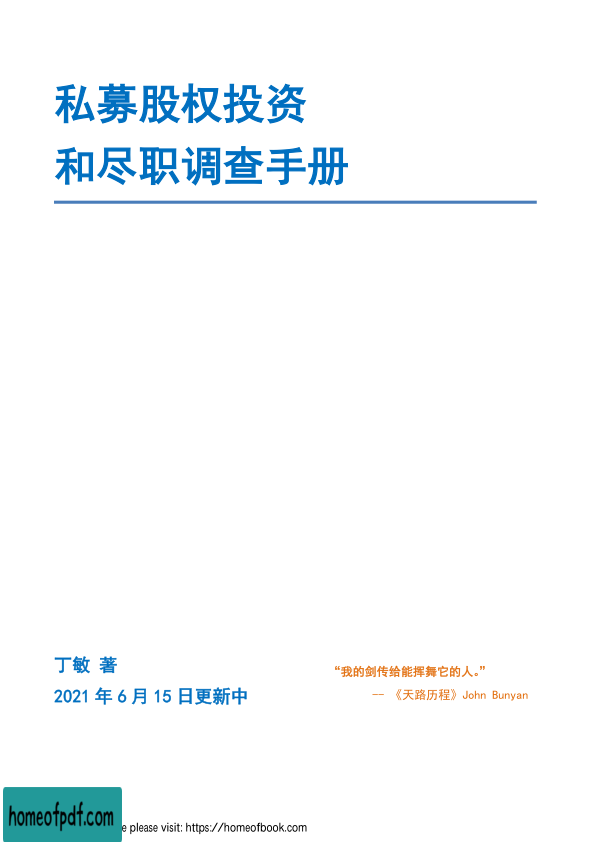 私募股权投资
和尽职调查手册
丁敏 著
2021 年 6 月 15 日更新中
“我的剑传给能挥舞它的人。”
-- 《天路历程》John Bunyan
homeofpdf.com
please visit: https://homeofbook.com